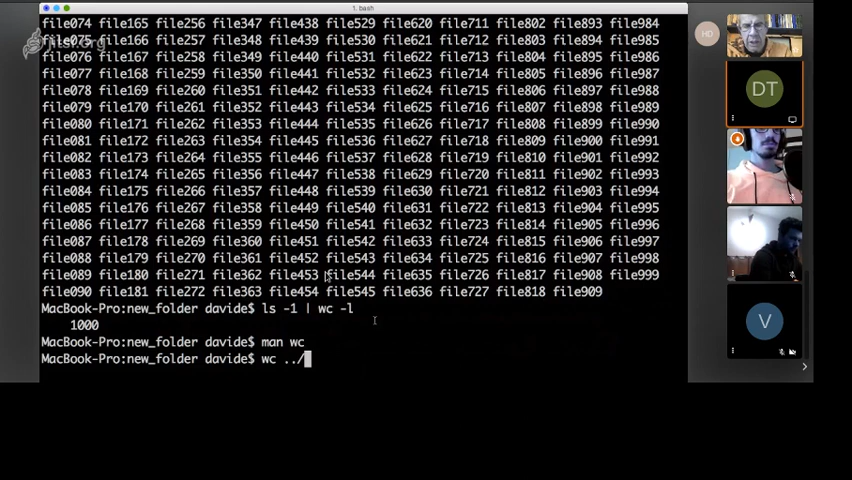 1. bash
file074 file165 file256 file347 file438 file529 file620 file711 file802 file893 file984
file075 file166 file257 file348 file439 file530 file621 file712 file803 file894 file985
file076 file167 file258 file349 file440 file531 file622 file713 file804 file895 file986
file077 file168 file259 file350 file441 file532 file623 file714 file805 file896 file987
file078 file169 file260 file351 file442 file533 file624 file715 file806 file897 file988
file079 file170 file261 file352 file443 file534 file625 file716 file807 file898 file989
file080 file171 file262 file353 file444 file535 file626 file717 file808 file899 file990
file081 file172 file263 file354 file445 file536 file627 file718 file809 file900 file991
file082 file173 file264 file355 file446 file537 file628 file719 file810 file901 file992
file083 file174 file265 file356 file447 file538 file629 file720 file811 file902 file993
file084 file175 file266 file357 file448 file539 file630 file721 file812 file903 file994
file085 file176 file267 file358 file449 file540 file631 file722 file813 file904 file995
file086 file177 file268 file359 file450 file541 file632 file723 file814 file905 file996
file087 file178 file269 file360 file451 file542 file633 file724 file815 file906 file997
file088 file179 file270 file361 file452 file543 file634 file725 file816 file907 file998
file089 file180 file271 file362 file453 file544 file635 file726 file817 file908 file999
file090 file181 file272 file363 file454 file545 file636 file727 file818 file909
MacBook-Pro:new_folder davide$ ls -1 | wc -l
1000
MacBook-Pro:new_folder davide$ man wc
MacBook-Pro:new_folder davide$ wc ../
jitsi.org
HD
DT
V